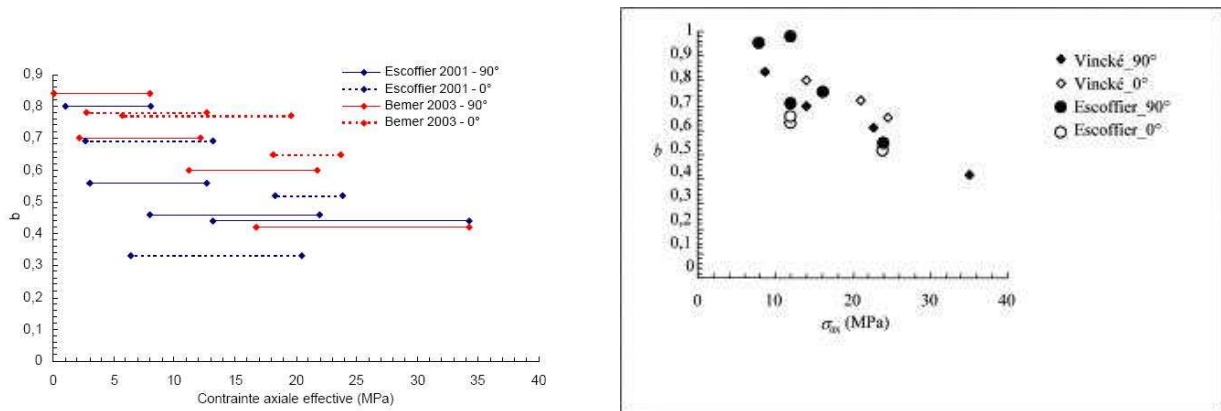 0,9
0,8
0,7
0,6
0,5
0,4
0,3
0,2
0,1
0
b
0 5 10 15 20 25 30 35 40
Contrainte axiale effective (MPa)
Escoffier 2001 - 90°
Escoffier 2001 - 0°
Bemer 2003 - 90°
Bemer 2003 - 0°
1
0,9
0,8
0,7
0,6
0,5
0,4
0,3
0,2
0,1
0
b
0 10 20 30 40
σax (MPa)
Vincké_90°
Vincké_0°
Escoffier_90°
Escoffier_0°